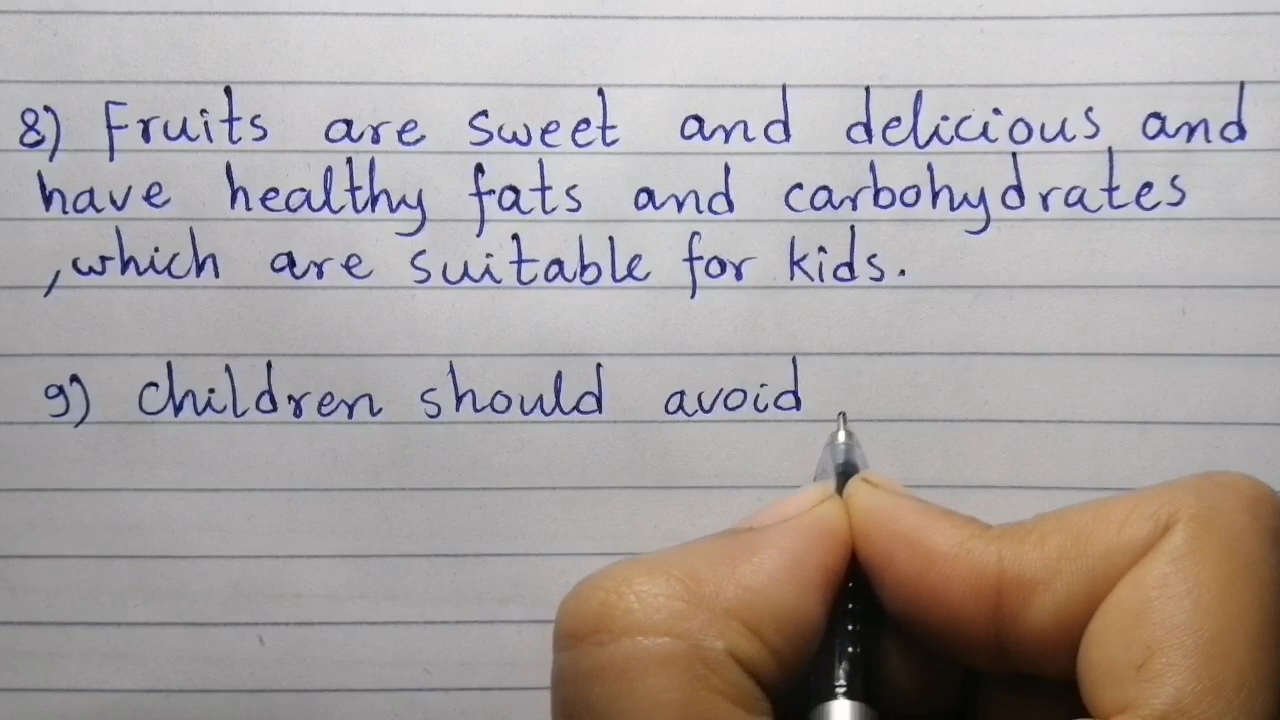 8) Fruits are sweet and delicious and
have healthy fats and carbohydrates
, which are suitable for kids.
9) children should avoid